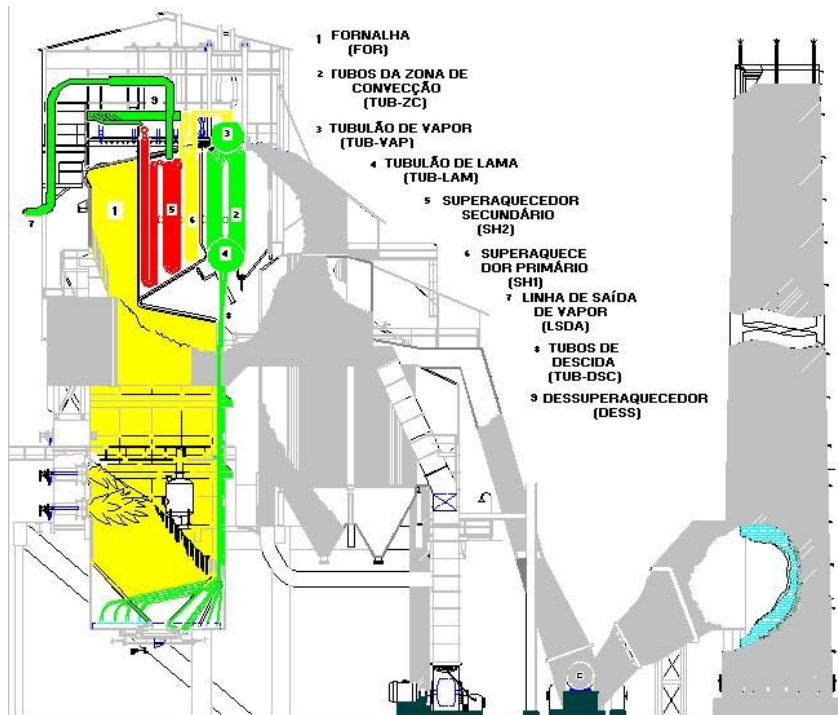 1 FORNALHA
(FOR)
2 TUBOS DA ZONA DE
CONVECÇÃO
(TUB-ZC)
3 TUBULÃO DE VAPOR
(TUB-VAP)
4 TUBULÃO DE LAMA
(TUB-LAM)
5 SUPERAQUECEDOR
SECUNDÁRIO
(SH2)
6 SUPERAQUECE
DOR PRIMÁRIO
(SH1)
7 LINHA DE SAÍDA
DE VAPOR
(LSDA)
8 TUBOS DE
DESCIDA
(TUB-DSC)
9 DESSUPERAQUECEDOR
(DESS)
9
3
1
5
6
2
7
4
8